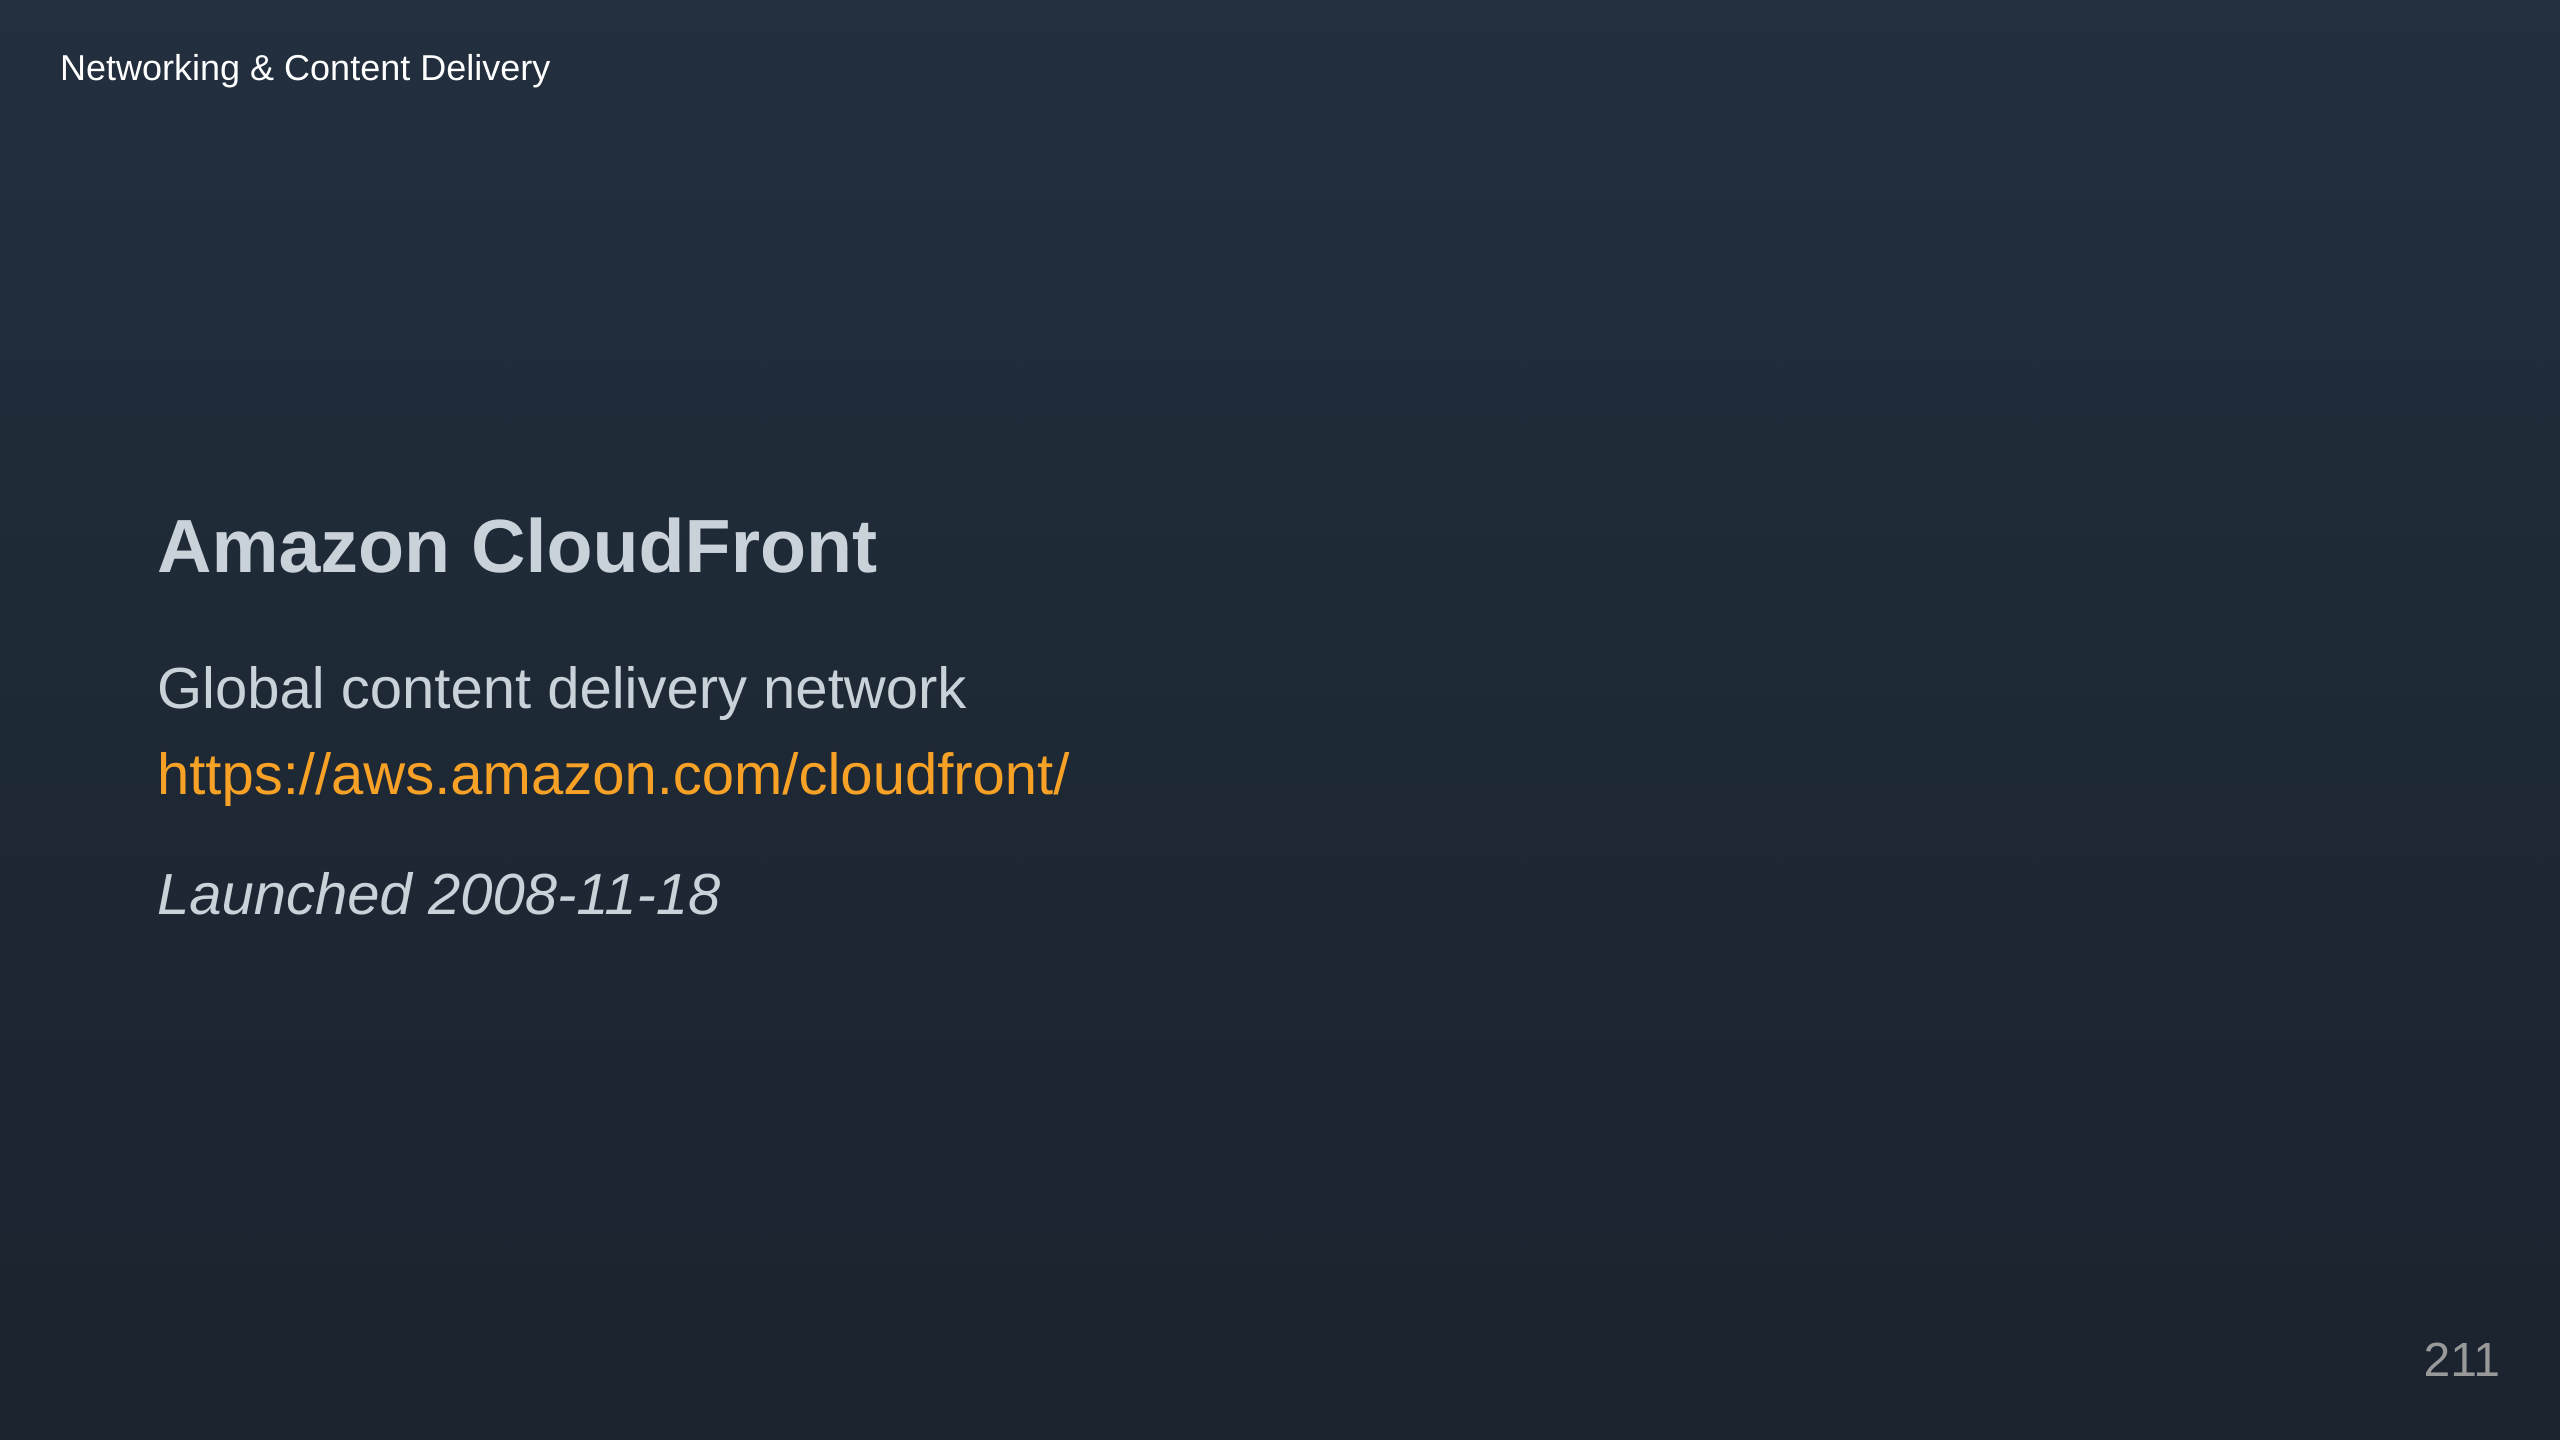 Networking & Content Delivery
Amazon CloudFront
Global content delivery network
https://aws.amazon.com/cloudfront/
Launched 2008-11-18
211